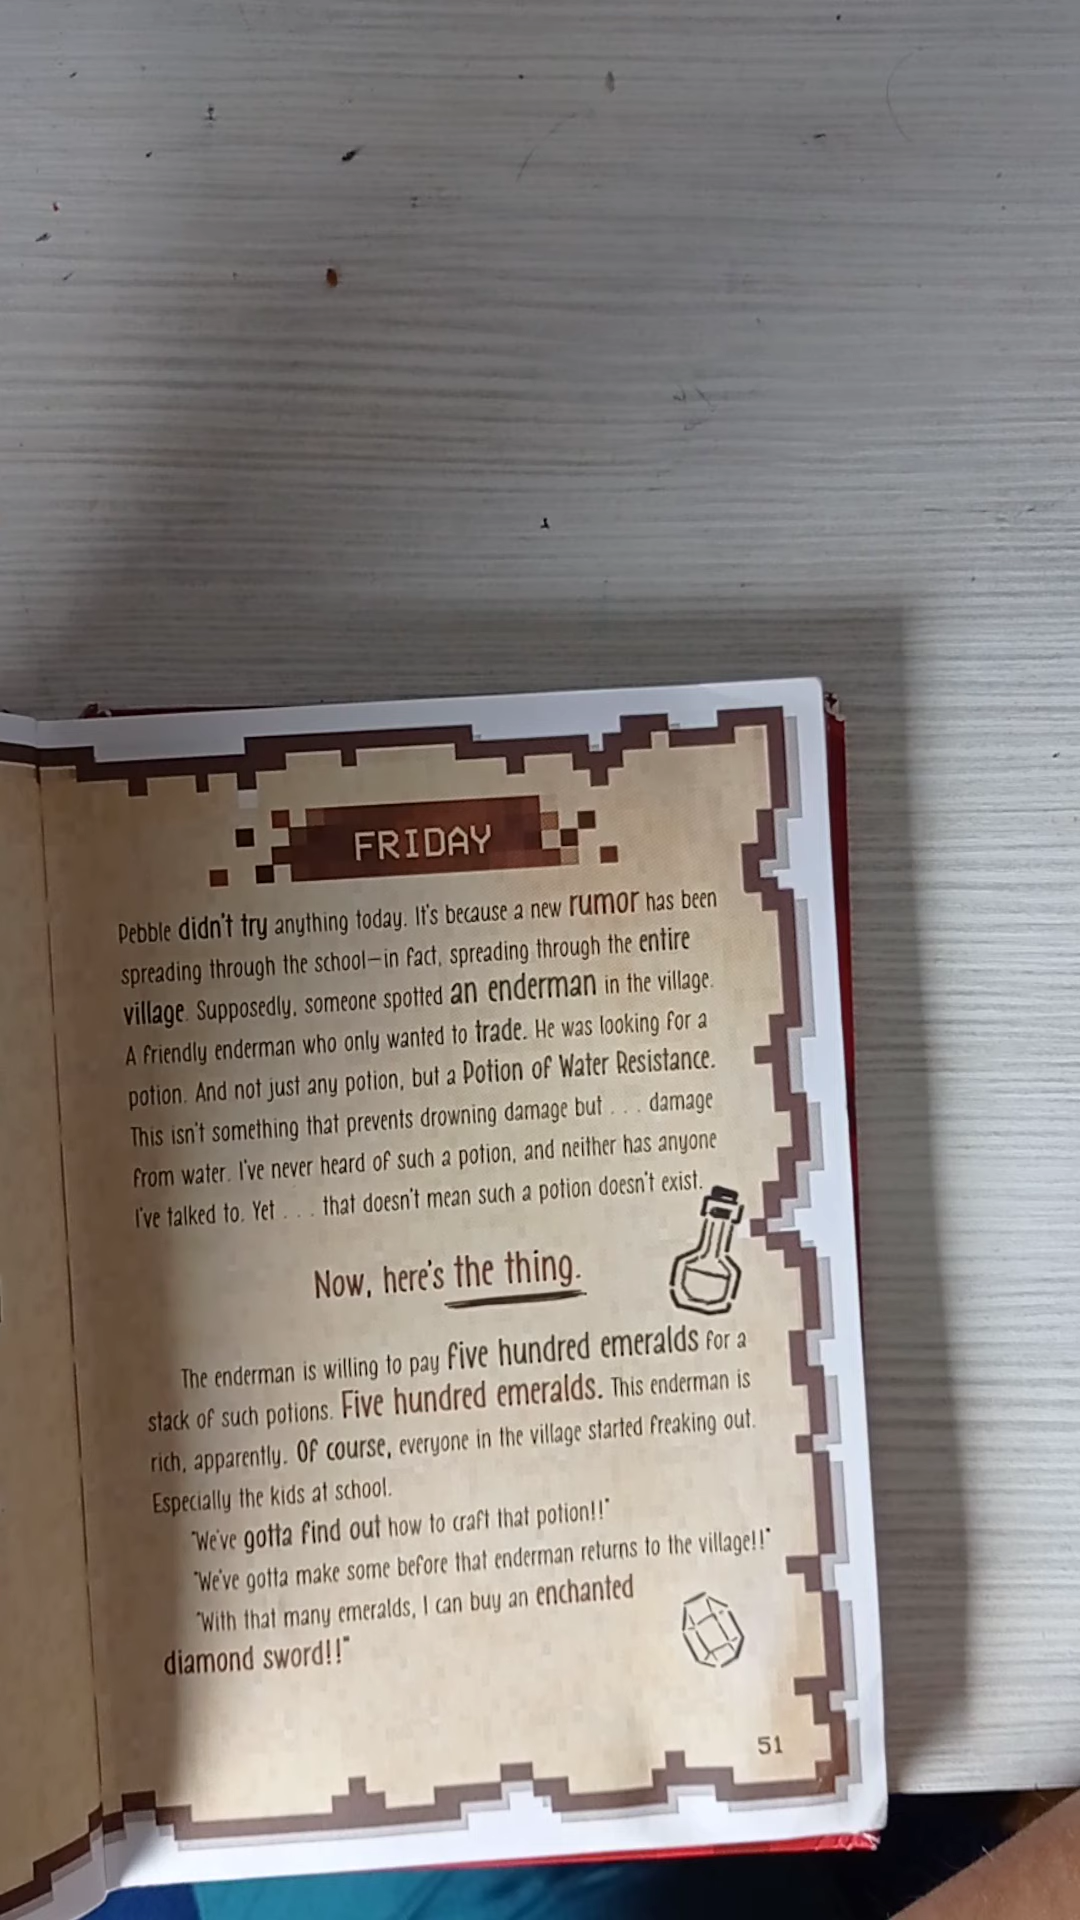 FRIDAY
Pebble didn't try anything today. It's because a new rumor has been
spreading through the school—in fact, spreading through the entire
village. Supposedly, someone spotted an enderman in the village.
A friendly enderman who only wanted to trade. He was looking for a
potion. And not just any potion, but a Potion of Water Resistance.
This isn't something that prevents drowning damage but . . . damage
from water. I've never heard of such a potion, and neither has anyone
I've talked to. Yet . . . that doesn't mean such a potion doesn't exist.
Now, here's the thing.
The enderman is willing to pay five hundred emeralds for a
stack of such potions. Five hundred emeralds. This enderman is
rich, apparently. Of course, everyone in the village started freaking out.
Especially the kids at school.
"We've gotta find out how to craft that potion!!"
"We've gotta make some before that enderman returns to the village!!"
"With that many emeralds, I can buy an enchanted
diamond sword!!"
51